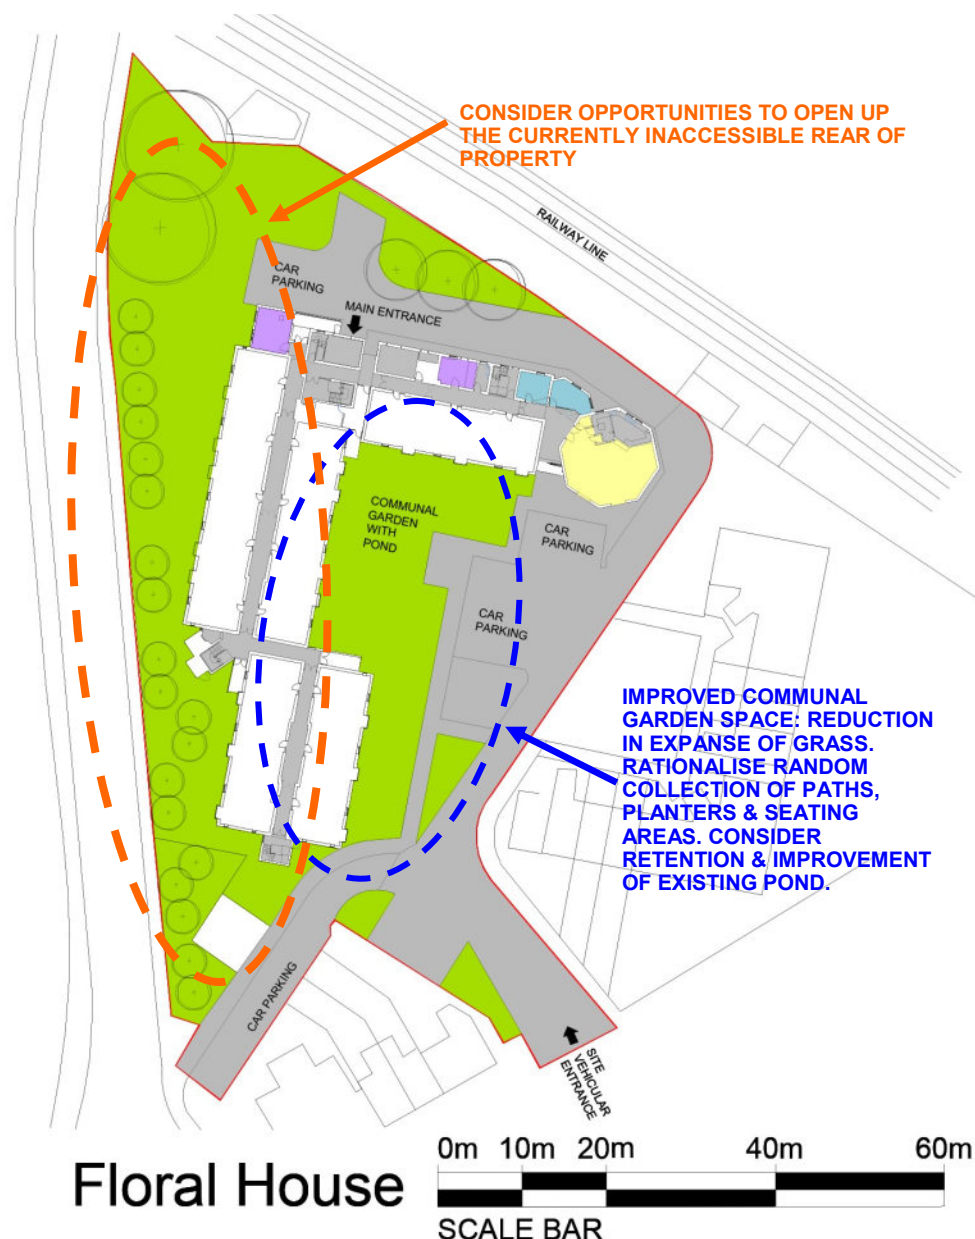 CONSIDER OPPORTUNITIES TO OPEN UP
THE CURRENTLY INACCESSIBLE REAR OF
PROPERTY
RAILWAY LINE
CAR
PARKING
MAIN ENTRANCE
COMMUNAL
GARDEN
WITH
POND
CAR
PARKING
CAR
PARKING
IMPROVED COMMUNAL
GARDEN SPACE: REDUCTION
IN EXPANSE OF GRASS.
RATIONALISE RANDOM
COLLECTION OF PATHS,
PLANTERS & SEATING
AREAS. CONSIDER
RETENTION & IMPROVEMENT
OF EXISTING POND.
CAR PARKING
SITE
VEHICULAR
ENTRANCE
Floral House
0m 10m 20m 40m 60m
SCALE BAR